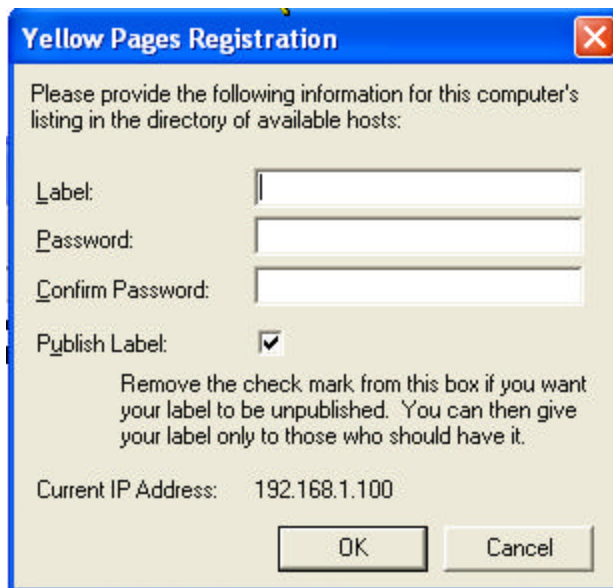 Yellow Pages Registration
Please provide the following information for this computer's
listing in the directory of available hosts:
Label:
Password:
Confirm Password:
Publish Label:
Remove the check mark from this box if you want
your label to be unpublished.  You can then give
your label only to those who should have it.
Current IP Address: 192.168.1.100
OK Cancel